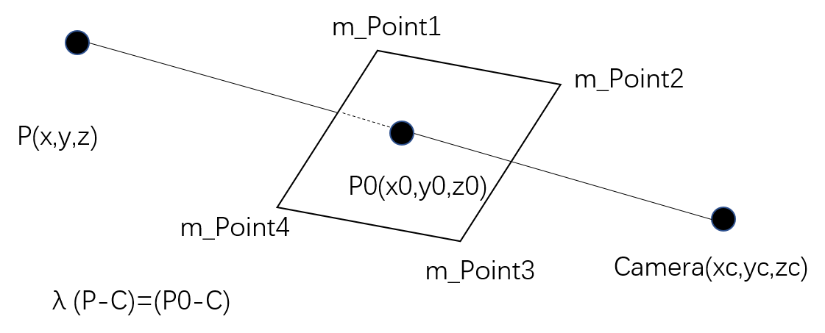 m_Point1
m_Point2
P(x,y,z)
P0(x0,y0,z0)
m_Point4
m_Point3
Camera(xc,yc,zc)
λ (P-C)=(P0-C)